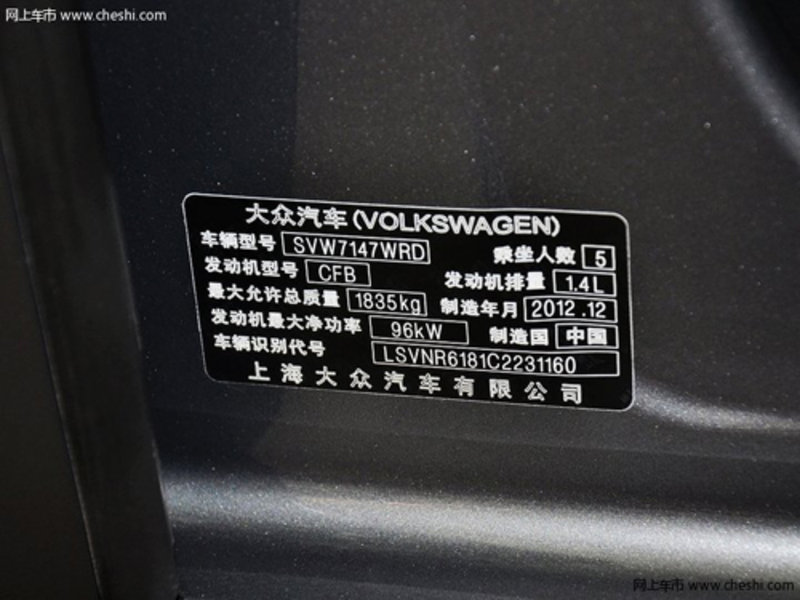 网上车市 www.cheshi.com
大众汽车(VOLKSWAGEN)
车辆型号 SVW7147WRD 乘坐人数 5
发动机型号 CFB 发动机排量 1.4L
最大允许总质量 1835kg 制造年月 2012.12
发动机最大净功率 96kW 制造国 中国
车辆识别代号 LSVNR6181C2231160
上海大众汽车有限公司
网上车市 www.cheshi.com